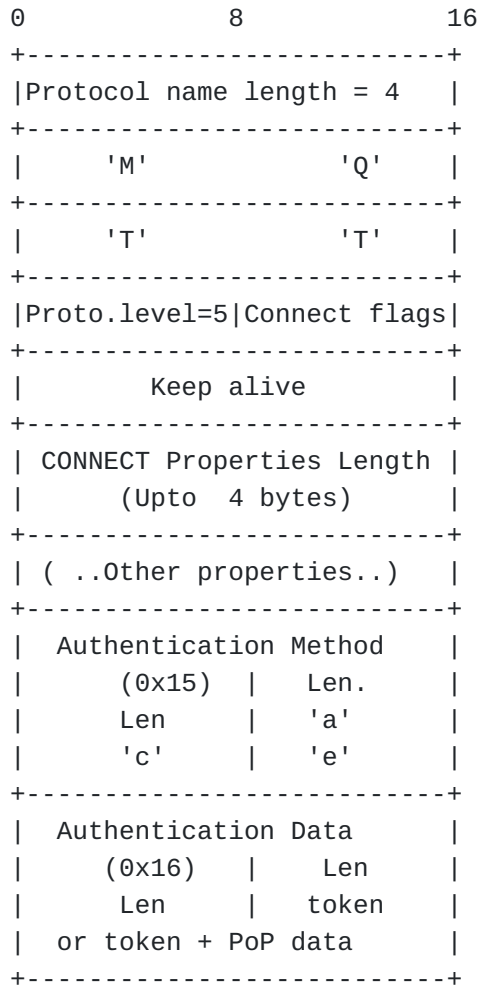 0               8               16
+---------------------------+
|Protocol name length = 4   |
+---------------------------+
|     'M'            'Q'    |
+---------------------------+
|     'T'            'T'    |
+---------------------------+
|Proto.level=5|Connect flags|
+---------------------------+
|        Keep alive         |
+---------------------------+
| CONNECT Properties Length |
|      (Upto  4 bytes)      |
+---------------------------+
| ( ..Other properties..)   |
+---------------------------+
|  Authentication Method    |
|      (0x15)  |   Len.     |
|      Len     |   'a'      |
|      'c'     |   'e'      |
+---------------------------+
|  Authentication Data      |
|     (0x16)   |    Len     |
|      Len     |   token    |
|  or token + PoP data      |
+---------------------------+